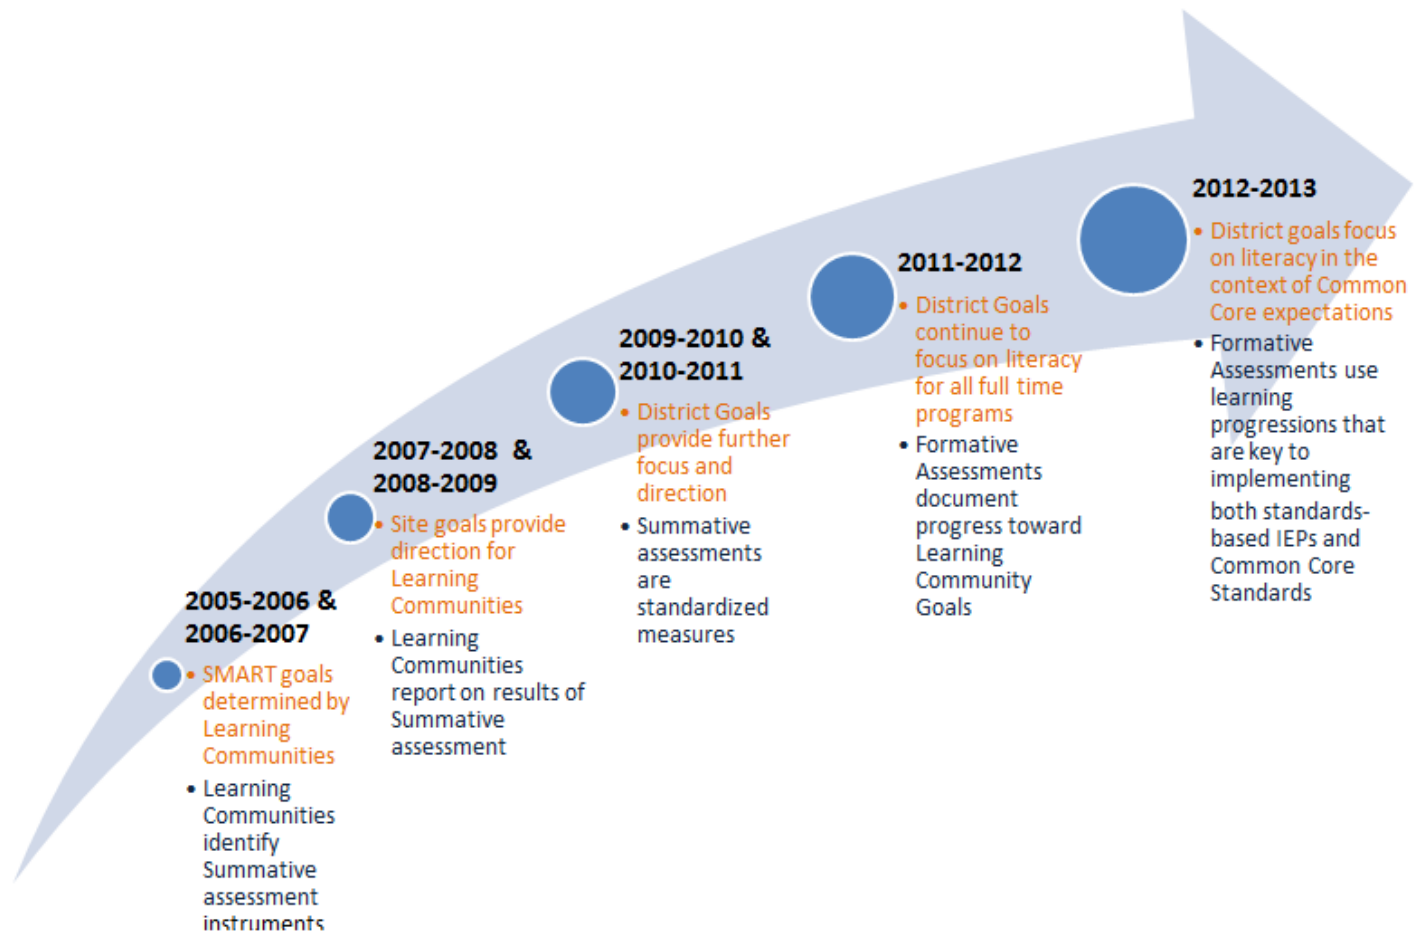 2005-2006 &
2006-2007
• SMART goals
determined by
Learning
Communities
• Learning
Communities
identify
Summative
assessment
instruments
2007-2008 &
2008-2009
• Site goals provide
direction for
Learning
Communities
• Learning
Communities
report on results of
Summative
assessment
2009-2010 &
2010-2011
• District Goals
provide further
focus and
direction
• Summative
assessments
are
standardized
measures
2011-2012
• District Goals
continue to
focus on literacy
for all full time
programs
• Formative
Assessments
document
progress toward
Learning
Community
Goals
2012-2013
• District goals focus
on literacy in the
context of Common
Core expectations
• Formative
Assessments use
learning
progressions that
are key to
implementing
both standards-
based IEPs and
Common Core
Standards